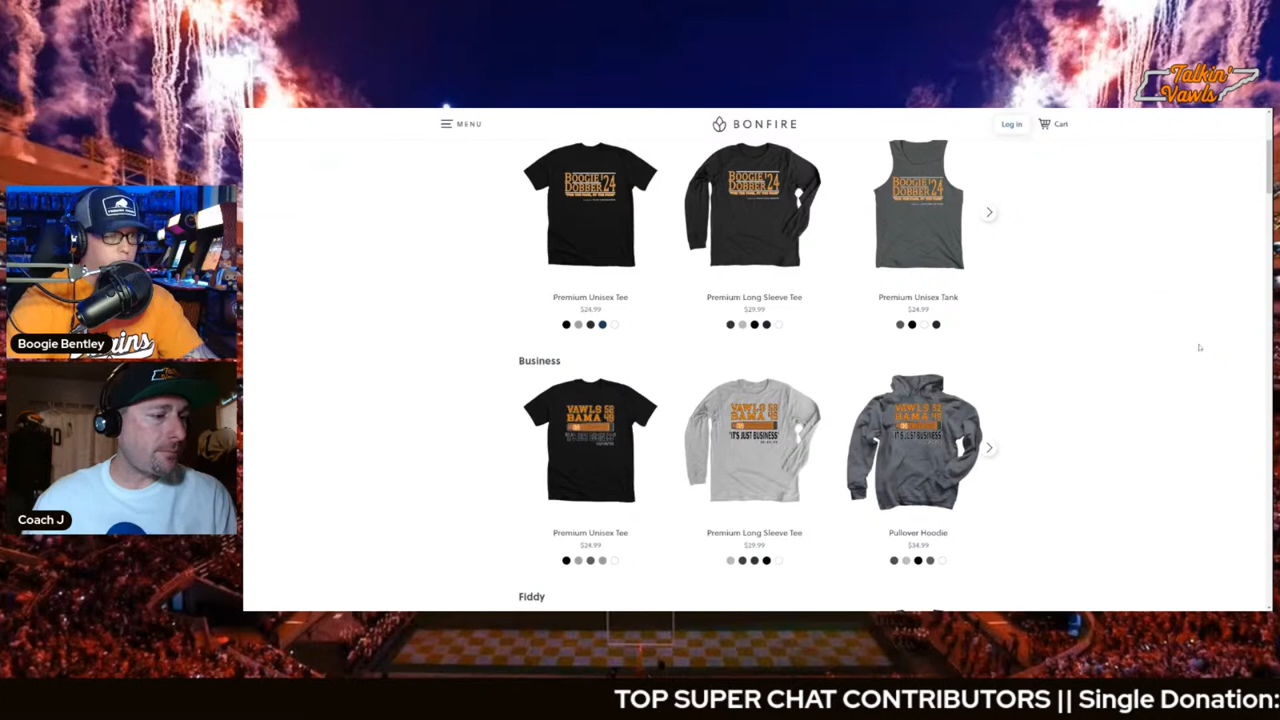 Talkin'
Vawls
MENU
BONFIRE
Log in
Cart
BOOGIE
DOBBER '24
BOOGIE
DOBBER '24
BOOGIE
DOBBER '24
Premium Unisex Tee
Premium Long Sleeve Tee
Premium Unisex Tank
$24.99
$29.99
$24.99
Business
VAWLS 52
BAMA 49
VAWLS 52
BAMA
'IT'S JUST BUSINESS'
VAWLS 52
BAMA 49
'IT'S JUST BUSINESS'
Premium Unisex Tee
Premium Long Sleeve Tee
Pullover Hoodie
$24.99
$29.99
$34.99
Fiddy
Boogie Bentley
Coach J
TOP SUPER CHAT CONTRIBUTORS || Single Donation: